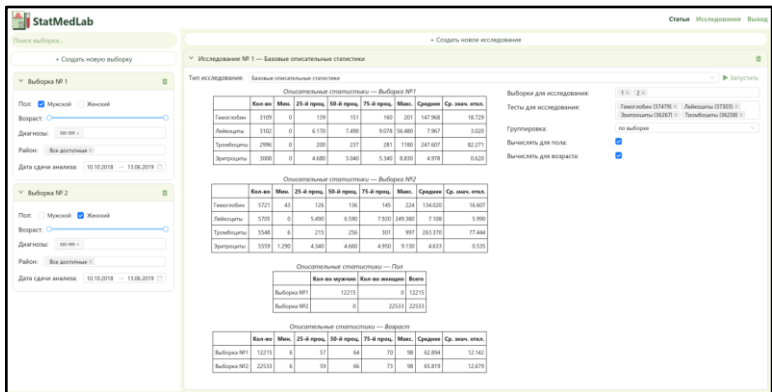 StatMedLab
Статьи Исследования Выход
Поиск выборки...
+ Создать новую выборку
+ Создать новое исследование
Выборка № 1
Пол: Мужской Женский
Возраст:
Диагнозы: I00-I99 ×
Район: Все доступные ×
Дата сдачи анализа: 10.10.2018 → 13.06.2019
Выборка № 2
Пол: Мужской Женский
Возраст:
Диагнозы: I00-I99 ×
Район: Все доступные ×
Дата сдачи анализа: 10.10.2018 → 13.06.2019
Исследование № 1 — Базовые описательные статистики
Тип исследования: Базовые описательные статистики
Запустить
Описательные статистики — Выборка №1
Кол-во Мин. 25-й проц. 50-й проц. 75-й проц. Макс. Среднее Ср. знач. откл.
Гемоглобин 3109 0 139 151 160 201 147.968 18.729
Лейкоциты 3102 0 6.170 7.490 9.078 56.480 7.967 3.020
Тромбоциты 2996 0 200 237 281 1180 247.607 82.271
Эритроциты 3008 0 4.680 5.040 5.340 8.830 4.978 0.620
Описательные статистики — Выборка №2
Кол-во Мин. 25-й проц. 50-й проц. 75-й проц. Макс. Среднее Ср. знач. откл.
Гемоглобин 5721 43 126 136 145 224 134.020 16.607
Лейкоциты 5705 0 5.490 6.590 7.920 249.380 7.108 5.990
Тромбоциты 5548 6 215 256 301 997 263.370 77.444
Эритроциты 5559 1.290 4.340 4.660 4.950 9.130 4.633 0.535
Описательные статистики — Пол
Кол-во мужчин Кол-во женщин Всего
Выборка №1 12215 0 12215
Выборка №2 0 22533 22533
Описательные статистики — Возраст
Кол-во Мин. 25-й проц. 50-й проц. 75-й проц. Макс. Среднее Ср. знач. откл.
Выборка №1 12215 6 57 64 70 98 62.894 12.142
Выборка №2 22533 6 59 66 73 98 65.819 12.679
Выборки для исследования: 1 × 2 ×
Тесты для исследования: Гемоглобин (37479) × Лейкоциты (37303) ×
Эритроциты (36267) × Тромбоциты (36258) ×
Группировка: по выборке
Вычислять для пола:
Вычислять для возраста: